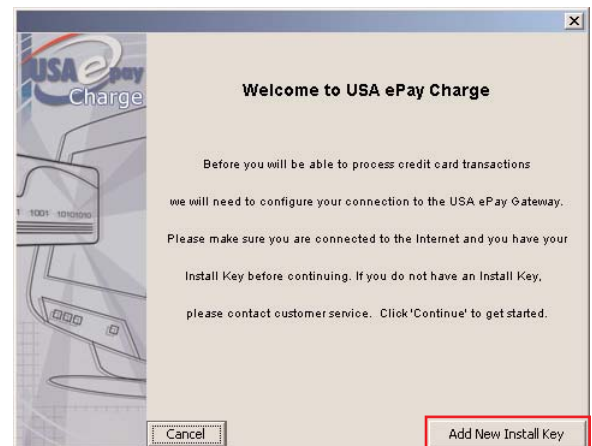 USA epay
Charge
Welcome to USA ePay Charge
Before you will be able to process credit card transactions
we will need to configure your connection to the USA ePay Gateway.
Please make sure you are connected to the Internet and you have your
Install Key before continuing. If you do not have an Install Key,
please contact customer service. Click 'Continue' to get started.
1001 10101010
Cancel
Add New Install Key